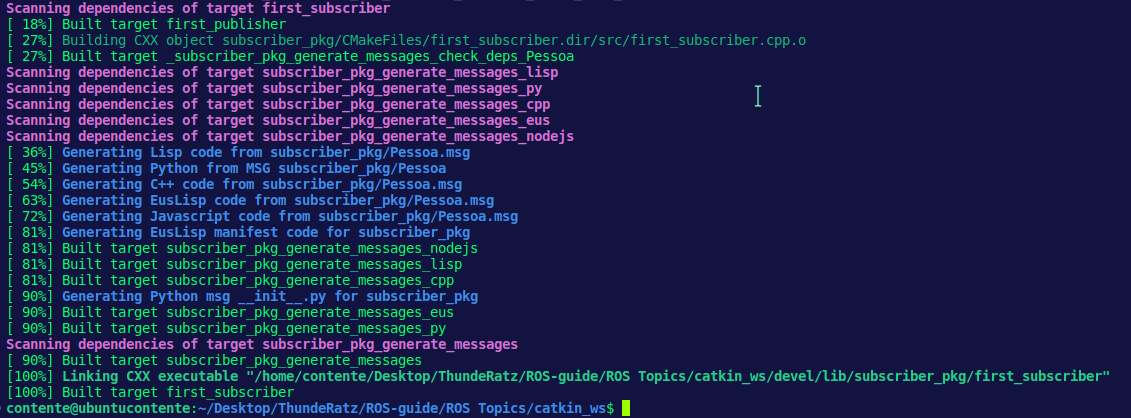 Scanning dependencies of target first_subscriber
[ 18%] Built target first_publisher
[ 27%] Building CXX object subscriber_pkg/CMakeFiles/first_subscriber.dir/src/first_subscriber.cpp.o
[ 27%] Built target _subscriber_pkg_generate_messages_check_deps_Pessoa
Scanning dependencies of target subscriber_pkg_generate_messages_lisp
Scanning dependencies of target subscriber_pkg_generate_messages_py
Scanning dependencies of target subscriber_pkg_generate_messages_cpp
Scanning dependencies of target subscriber_pkg_generate_messages_eus
Scanning dependencies of target subscriber_pkg_generate_messages_nodejs
[ 36%] Generating Lisp code from subscriber_pkg/Pessoa.msg
[ 45%] Generating Python from MSG subscriber_pkg/Pessoa
[ 54%] Generating C++ code from subscriber_pkg/Pessoa.msg
[ 63%] Generating EusLisp code from subscriber_pkg/Pessoa.msg
[ 72%] Generating Javascript code from subscriber_pkg/Pessoa.msg
[ 81%] Generating EusLisp manifest code for subscriber_pkg
[ 81%] Built target subscriber_pkg_generate_messages_nodejs
[ 81%] Built target subscriber_pkg_generate_messages_lisp
[ 81%] Built target subscriber_pkg_generate_messages_cpp
[ 90%] Generating Python msg __init__.py for subscriber_pkg
[ 90%] Built target subscriber_pkg_generate_messages_eus
[ 90%] Built target subscriber_pkg_generate_messages_py
Scanning dependencies of target subscriber_pkg_generate_messages
[ 90%] Built target subscriber_pkg_generate_messages
[100%] Linking CXX executable "/home/contente/Desktop/ThundeRatz/ROS-guide/ROS Topics/catkin_ws/devel/lib/subscriber_pkg/first_subscriber"
[100%] Built target first_subscriber
contente@ubuntucontente:~/Desktop/ThundeRatz/ROS-guide/ROS Topics/catkin_ws$